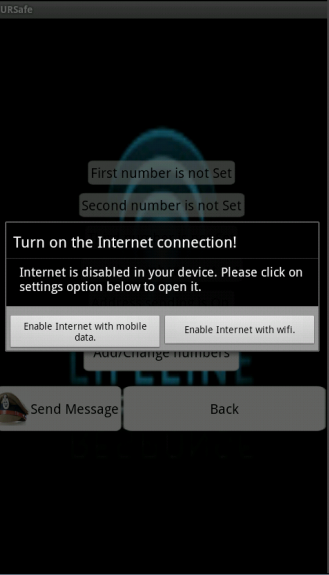 URSafe
First number is not Set
Second number is not Set
Turn on the Internet connection!
Internet is disabled in your device. Please click on
settings option below to open it.
Enable Internet with mobile
data.
Enable Internet with wifi.
Add/Change numbers
LIFELINE
Send Message
Back